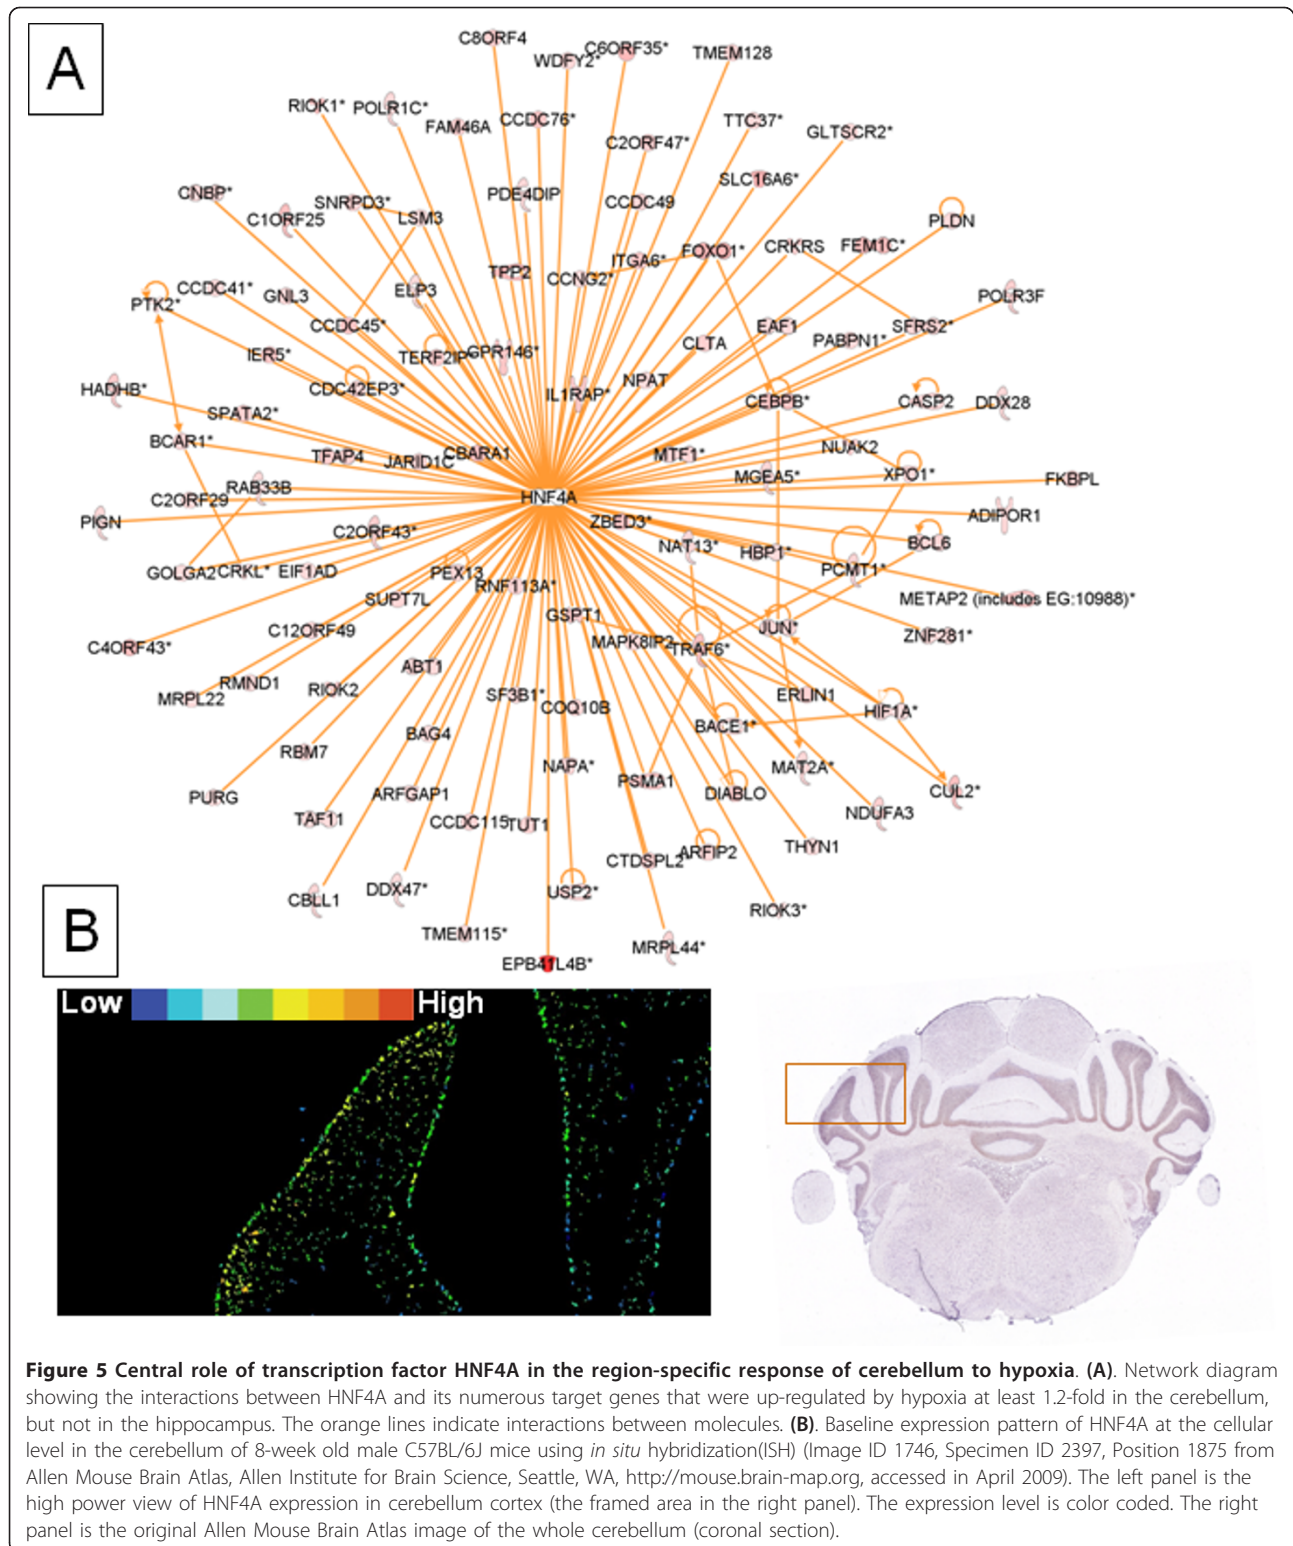 A
C8ORF4
WDFY2*
C6ORF35*
TMEM128
RIOK1*
POLR1C*
FAM46A
CCDC76*
C2ORF47*
TTC37*
GLTSCR2*
CNBP*
C1ORF25
SNRPD3*
LSM3
PDE4DIP
CCDC49
SLC16A6*
PLDN
TPP2
CCNG2*
ITGA6*
FOXO1*
CRKRS
FEM1C*
PTK2*
CCDC41*
GNL3
ELP3
POLR3F
CCDC45*
IER5*
TERF2IP*
GPR146*
CLTA
EAF1
PABPN1*
SFRS2*
HADHB*
CDC42EP3*
IL1RAP*
NPAT
CEBPB*
CASP2
DDX28
SPATA2*
BCAR1*
TFAP4
JARID1C
CBARA1
MTF1*
NUAK2
MGEA5*
XPO1*
FKBPL
C2ORF29
RAB33B
HNF4A
PIGN
ADIPOR1
C2ORF43*
ZBED3*
NAT13*
HBP1*
BCL6
GOLGA2
CRKL*
EIF1AD
PEX13
RNF113A*
PCMT1*
METAP2 (includes EG:10988)*
SUPT7L
GSPT1
C12ORF49
MAPK8IP2
TRAF6*
JUN*
ZNF281*
C4ORF43*
ABT1
MRPL22
RMND1
RIOK2
SF3B1*
COQ10B
ERLIN1
HIF1A*
BACE1*
RBM7
BAG4
NAPA*
MAT2A*
PURG
ARFGAP1
PSMA1
DIABLO
CUL2*
TAF11
CCDC115
TUT1
NDUFA3
CTDSPL2*
ARFIP2
THYN1
CBLL1
DDX47*
USP2*
RIOK3*
TMEM115*
MRPL44*
EPB41L4B*
B
Low High
Figure 5 Central role of transcription factor HNF4A in the region-specific response of cerebellum to hypoxia. (A). Network diagram
showing the interactions between HNF4A and its numerous target genes that were up-regulated by hypoxia at least 1.2-fold in the cerebellum,
but not in the hippocampus. The orange lines indicate interactions between molecules. (B). Baseline expression pattern of HNF4A at the cellular
level in the cerebellum of 8-week old male C57BL/6J mice using in situ hybridization(ISH) (Image ID 1746, Specimen ID 2397, Position 1875 from
Allen Mouse Brain Atlas, Allen Institute for Brain Science, Seattle, WA, http://mouse.brain-map.org, accessed in April 2009). The left panel is the
high power view of HNF4A expression in cerebellum cortex (the framed area in the right panel). The expression level is color coded. The right
panel is the original Allen Mouse Brain Atlas image of the whole cerebellum (coronal section).